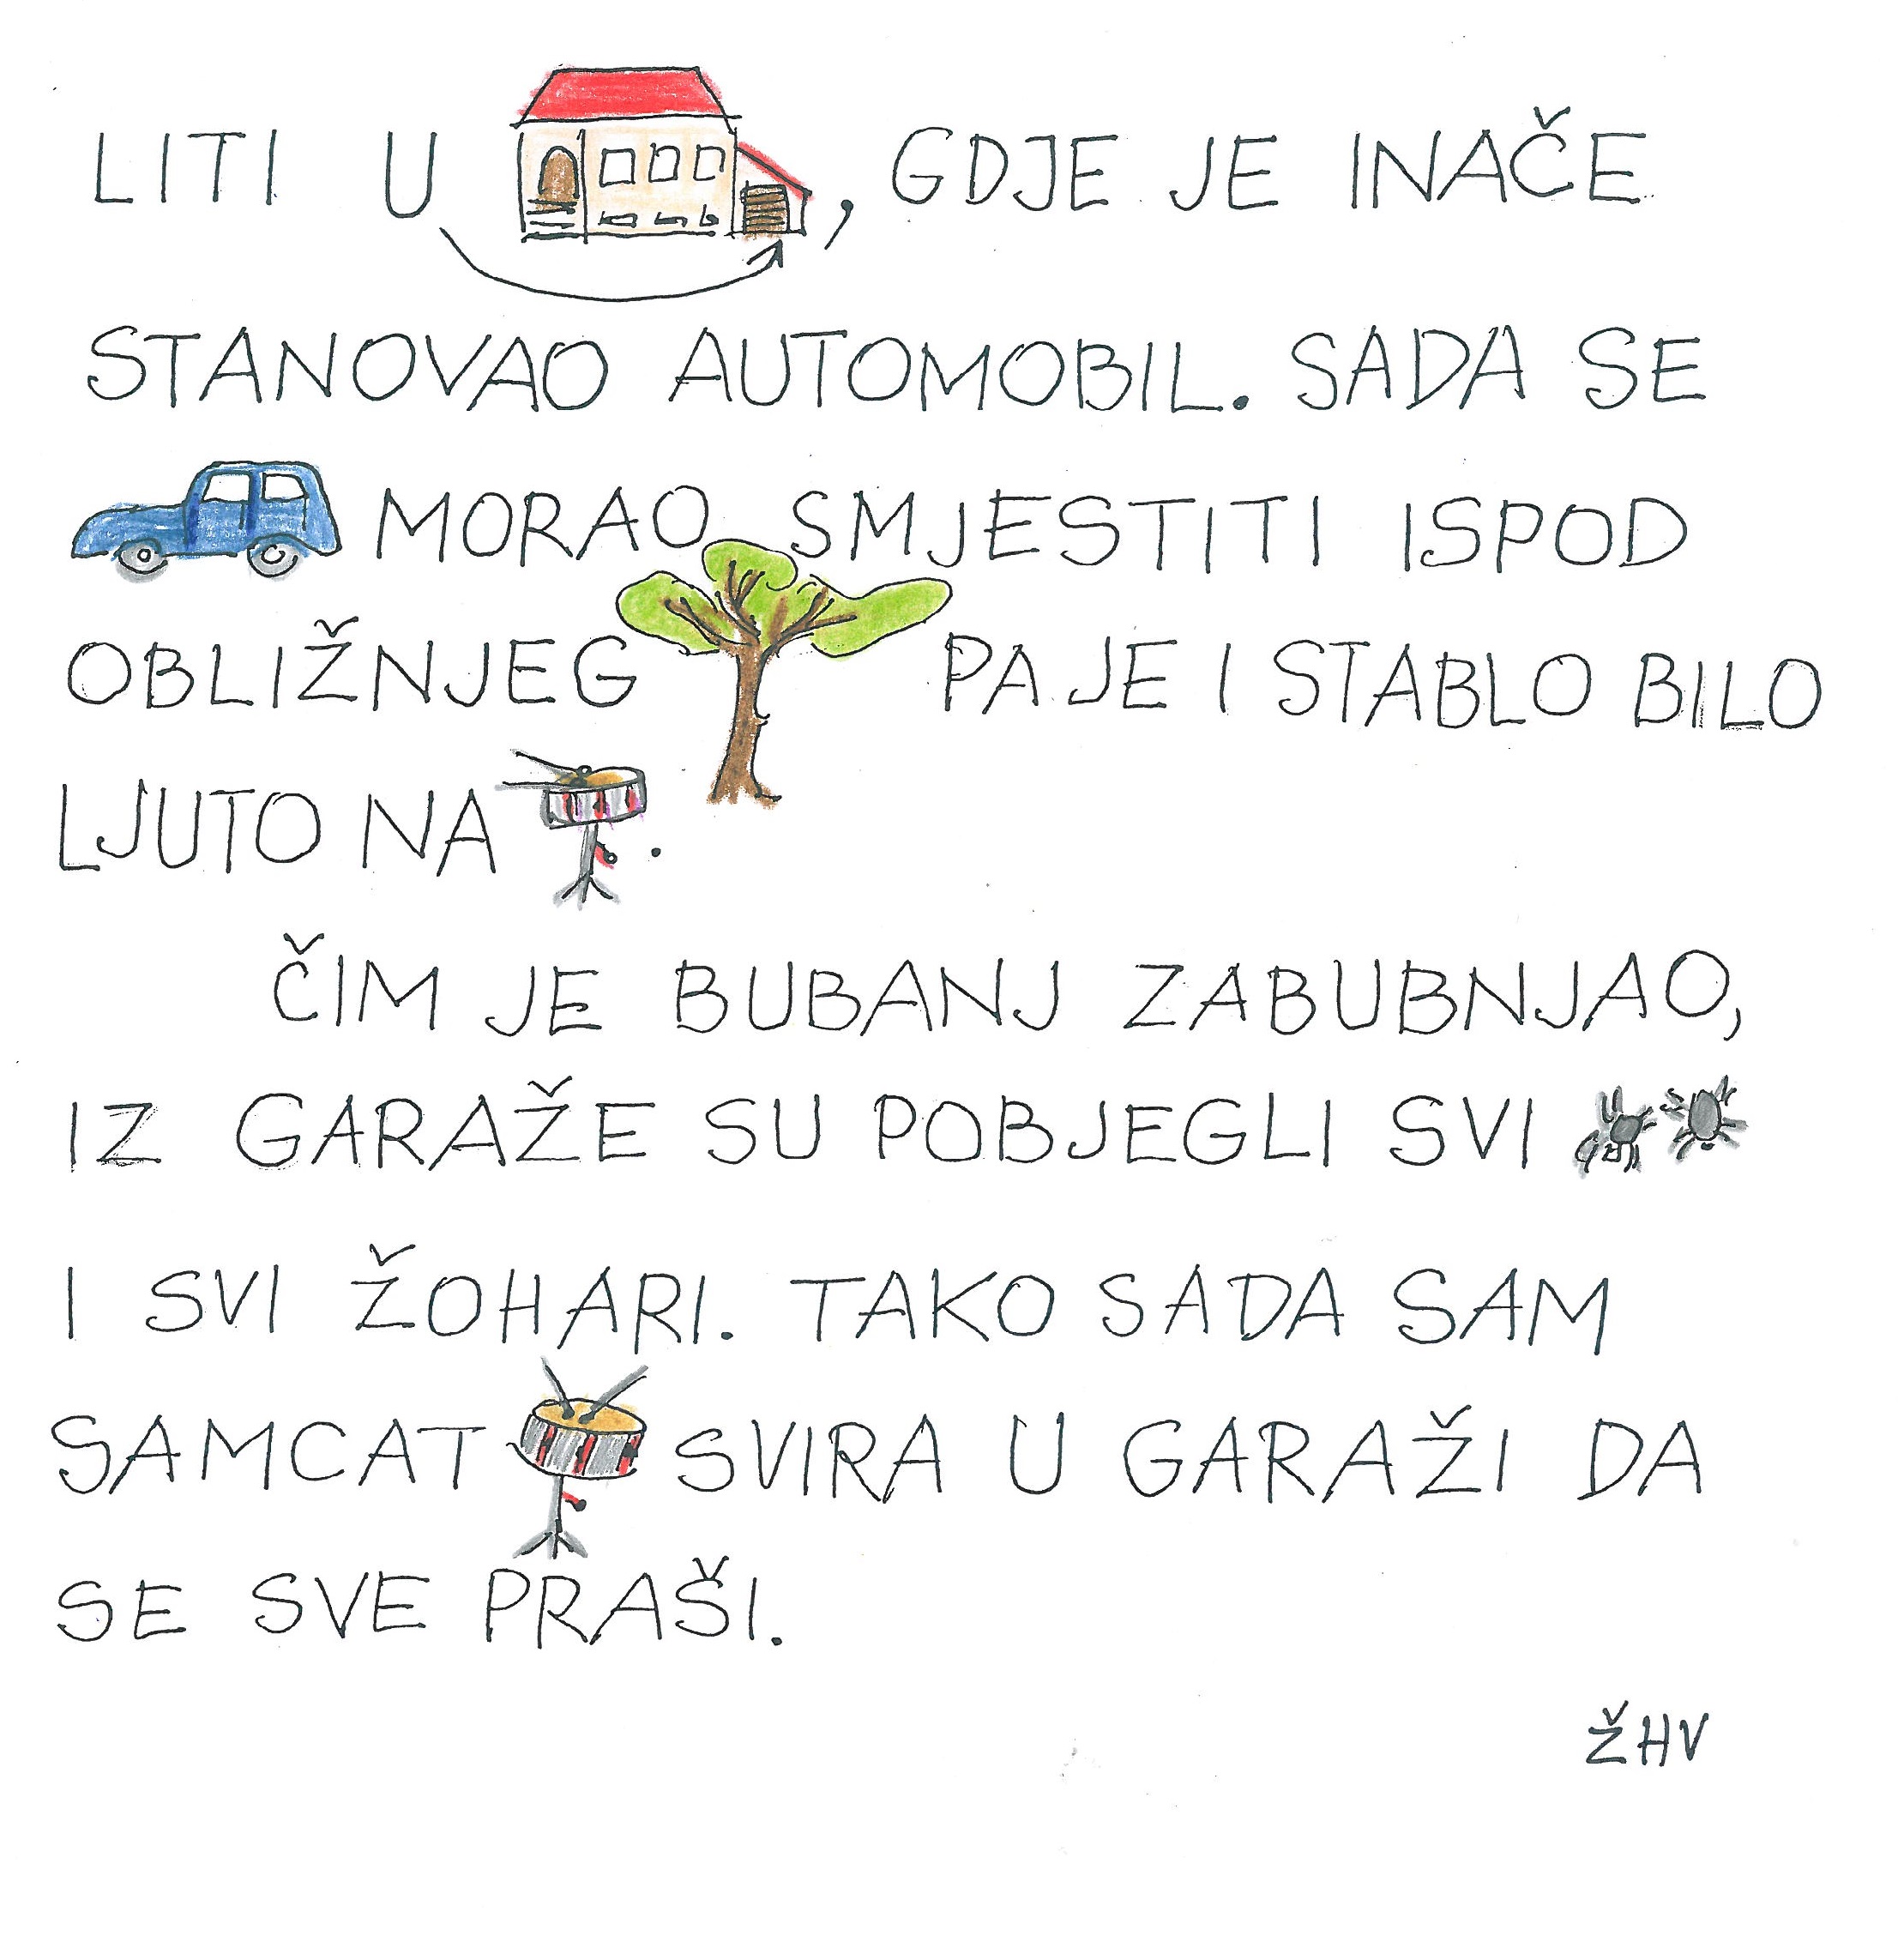 LITI U , GDJE JE INAČE
STANOVAO AUTOMOBIL. SADA SE
MORAO SMJESTITI ISPOD
OBLIŽNJEG PA JE I STABLO BILO
LJUTO NA .
ČIM JE BUBANJ ZABUBNJAO,
IZ GARAŽE SU POBJEGLI SVI
I SVI ŽOHARI. TAKO SADA SAM
SAMCAT SVIRA U GARAŽI DA
SE SVE PRAŠI.
ŽHV